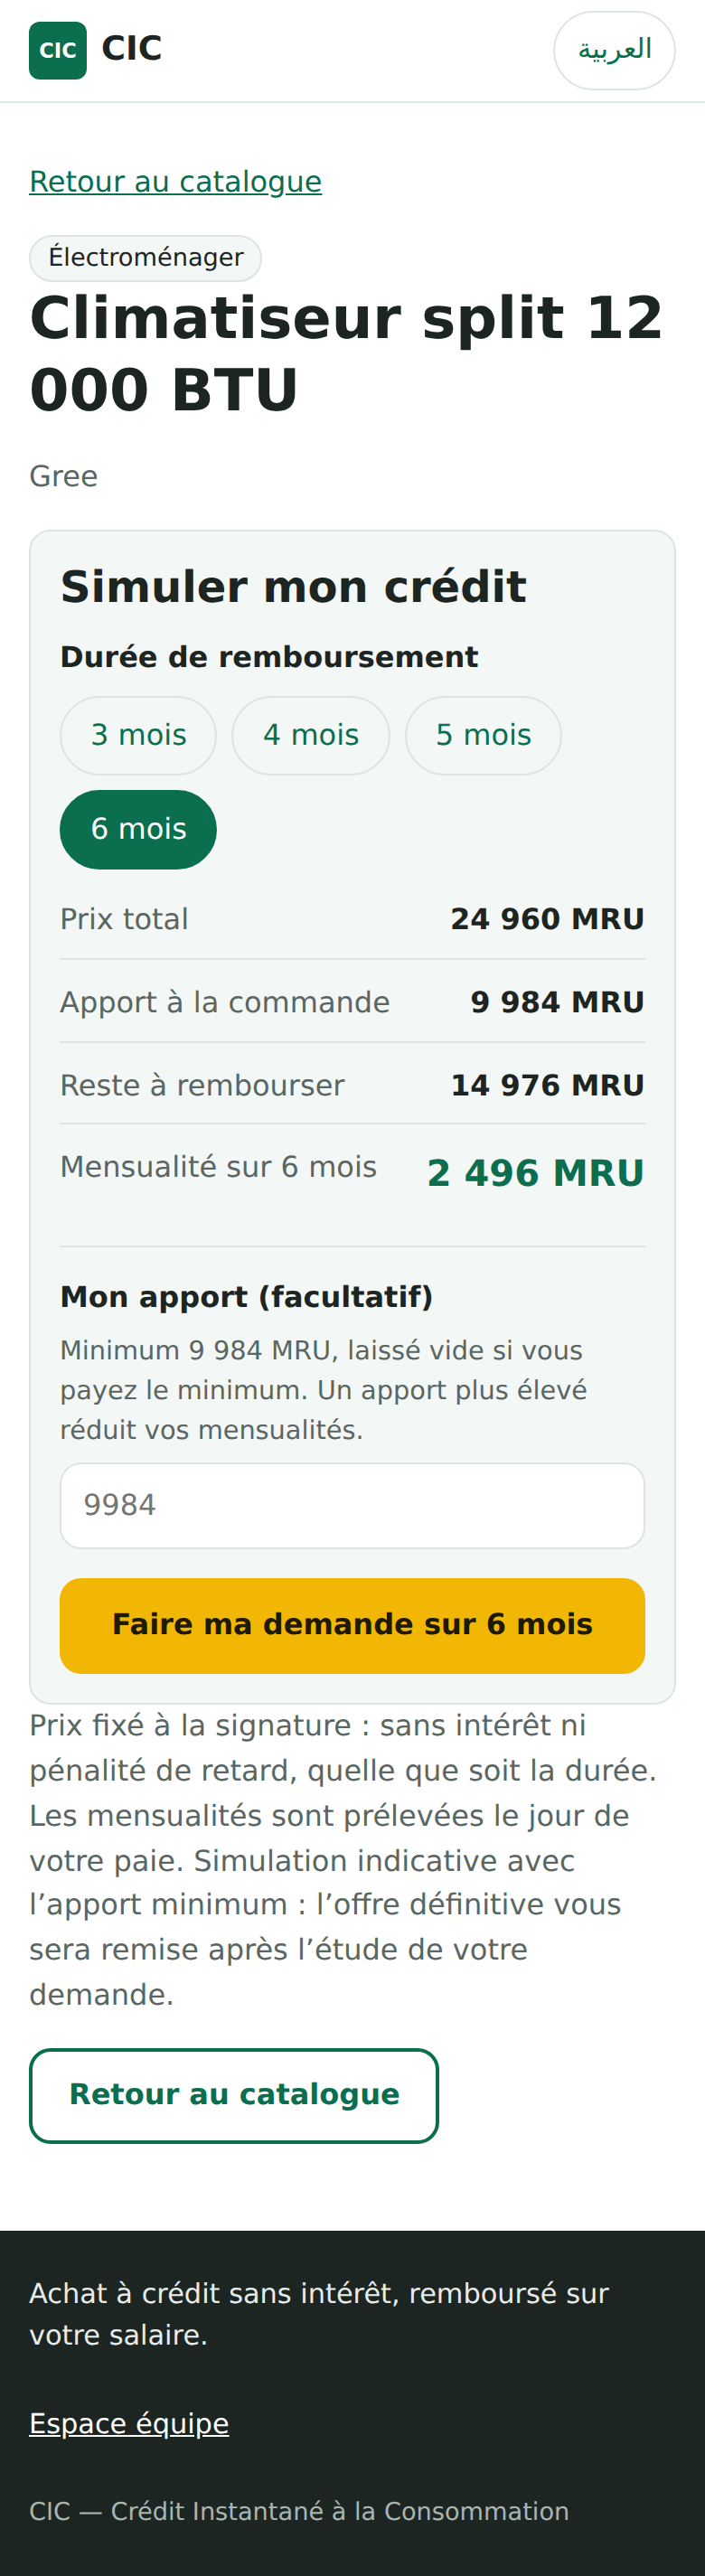 CIC CIC العربية
Retour au catalogue
Électroménager
Climatiseur split 12
000 BTU
Gree
Simuler mon crédit
Durée de remboursement
3 mois 4 mois 5 mois
6 mois
Prix total 24 960 MRU
Apport à la commande 9 984 MRU
Reste à rembourser 14 976 MRU
Mensualité sur 6 mois 2 496 MRU
Mon apport (facultatif)
Minimum 9 984 MRU, laissé vide si vous
payez le minimum. Un apport plus élevé
réduit vos mensualités.
9984
Faire ma demande sur 6 mois
Prix fixé à la signature : sans intérêt ni
pénalité de retard, quelle que soit la durée.
Les mensualités sont prélevées le jour de
votre paie. Simulation indicative avec
l’apport minimum : l’offre définitive vous
sera remise après l’étude de votre
demande.
Retour au catalogue
Achat à crédit sans intérêt, remboursé sur
votre salaire.
Espace équipe
CIC — Crédit Instantané à la Consommation